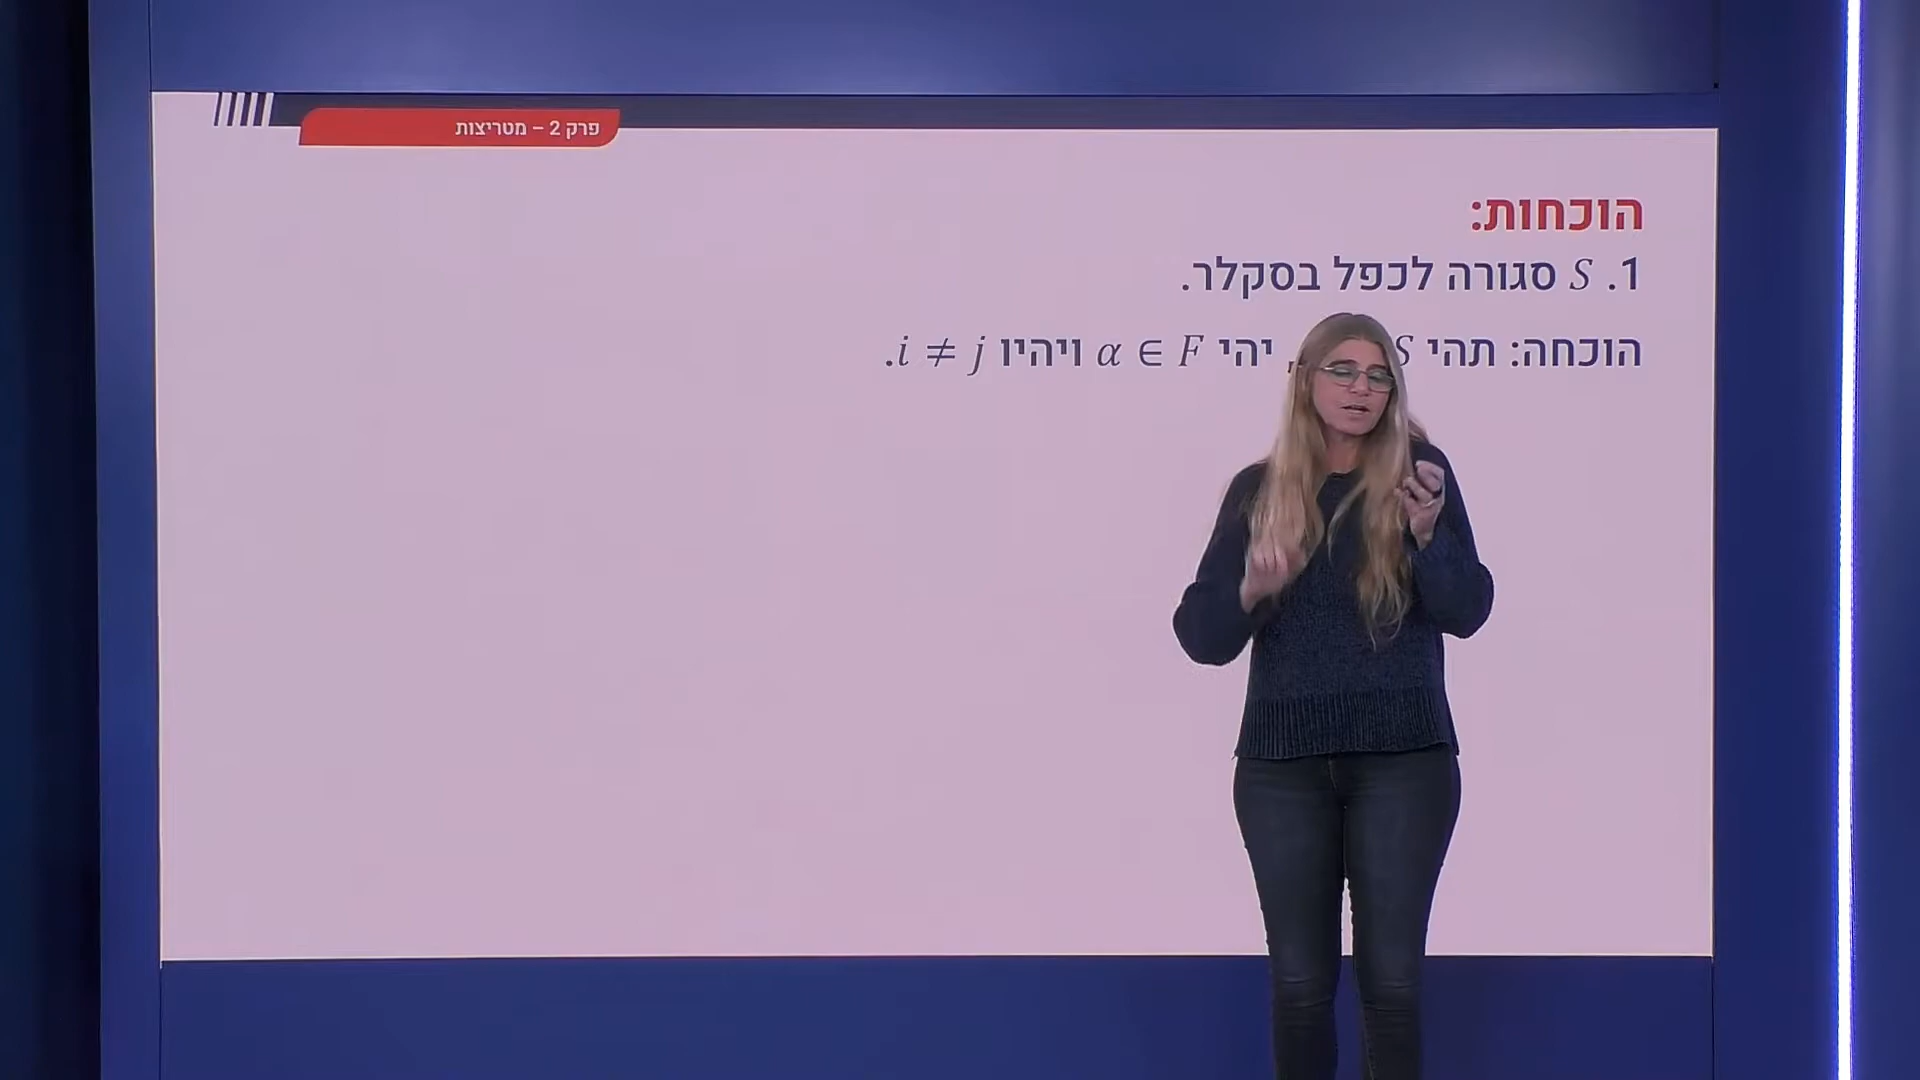 פרק 2 – מטריצות
הוכחות:
1. S סגורה לכפל בסקלר.
הוכחה: תהי S יהי α ∈ F ויהיו i ≠ j.